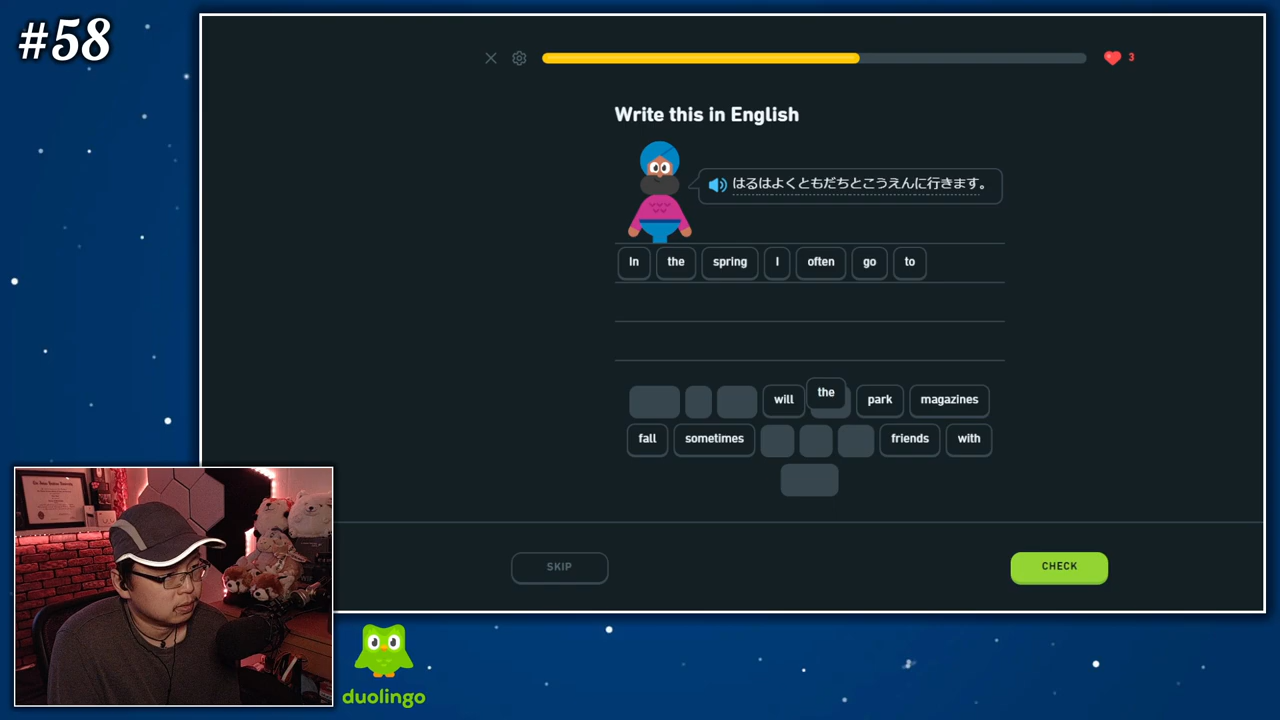 #58
3
Write this in English
はるはよくともだちとこうえんに行きます。
In the spring I often go to
will the park magazines
fall sometimes friends with
SKIP
CHECK
duolingo